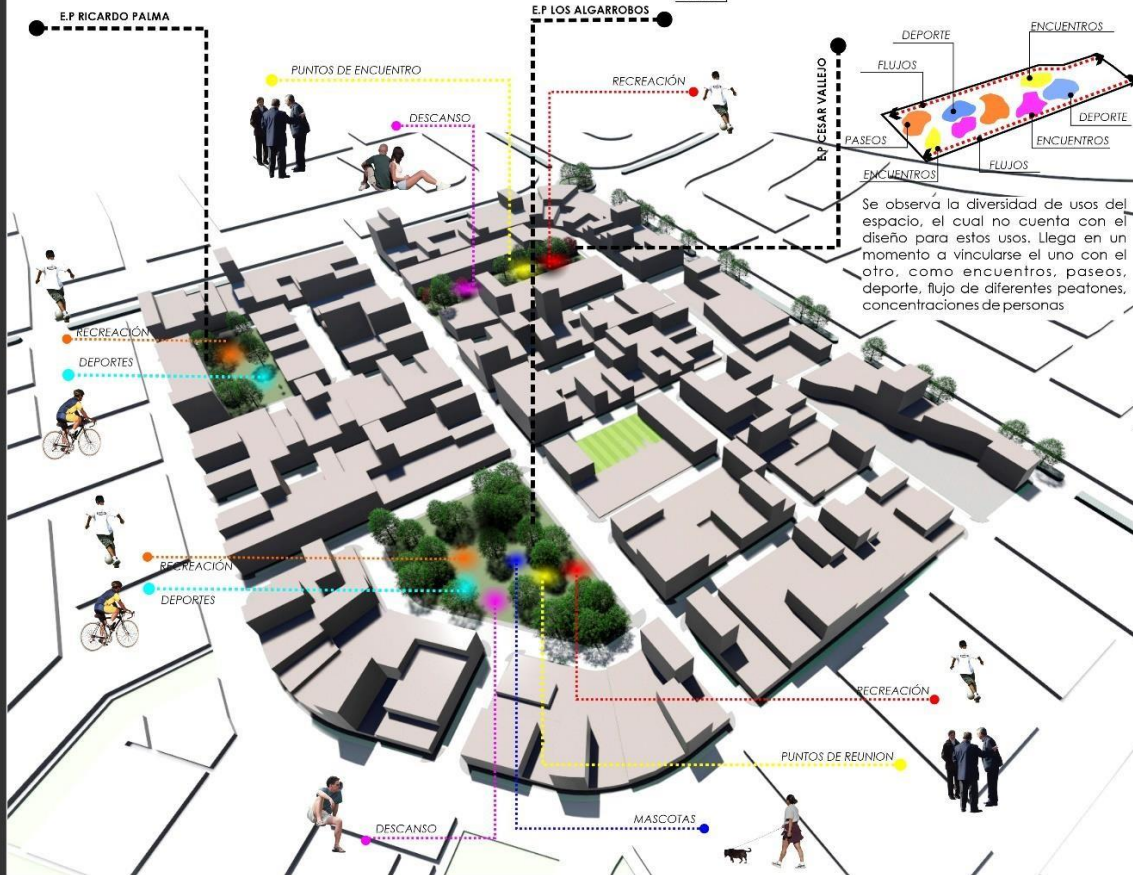 E.P RICARDO PALMA
E.P LOS ALGARROBOS
PUNTOS DE ENCUENTRO
RECREACIÓN
DESCANSO
E.P CESAR VALLEJO
ENCUENTROS
DEPORTE
FLUJOS
DEPORTE
PASEOS
ENCUENTROS
FLUJOS
ENCUENTROS
Se observa la diversidad de usos del
espacio, el cual no cuenta con el
diseño para estos usos. Llega en un
momento a vincularse el uno con el
otro, como encuentros, paseos,
deporte, flujo de diferentes peatones,
concentraciones de personas
RECREACIÓN
DEPORTES
RECREACIÓN
DEPORTES
RECREACIÓN
PUNTOS DE REUNION
MASCOTAS
DESCANSO